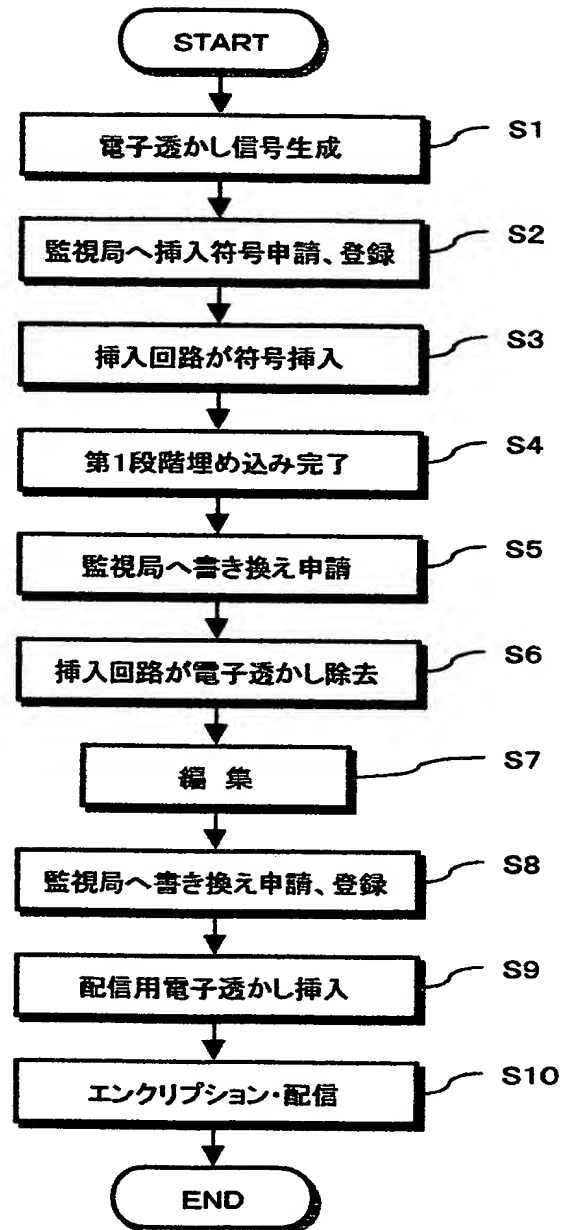 START
電子透かし信号生成
S1
監視局へ挿入符号申請、登録
S2
挿入回路が符号挿入
S3
第1段階埋め込み完了
S4
監視局へ書き換え申請
S5
挿入回路が電子透かし除去
S6
編 集
S7
監視局へ書き換え申請、登録
S8
配信用電子透かし挿入
S9
エンクリプション・配信
S10
END